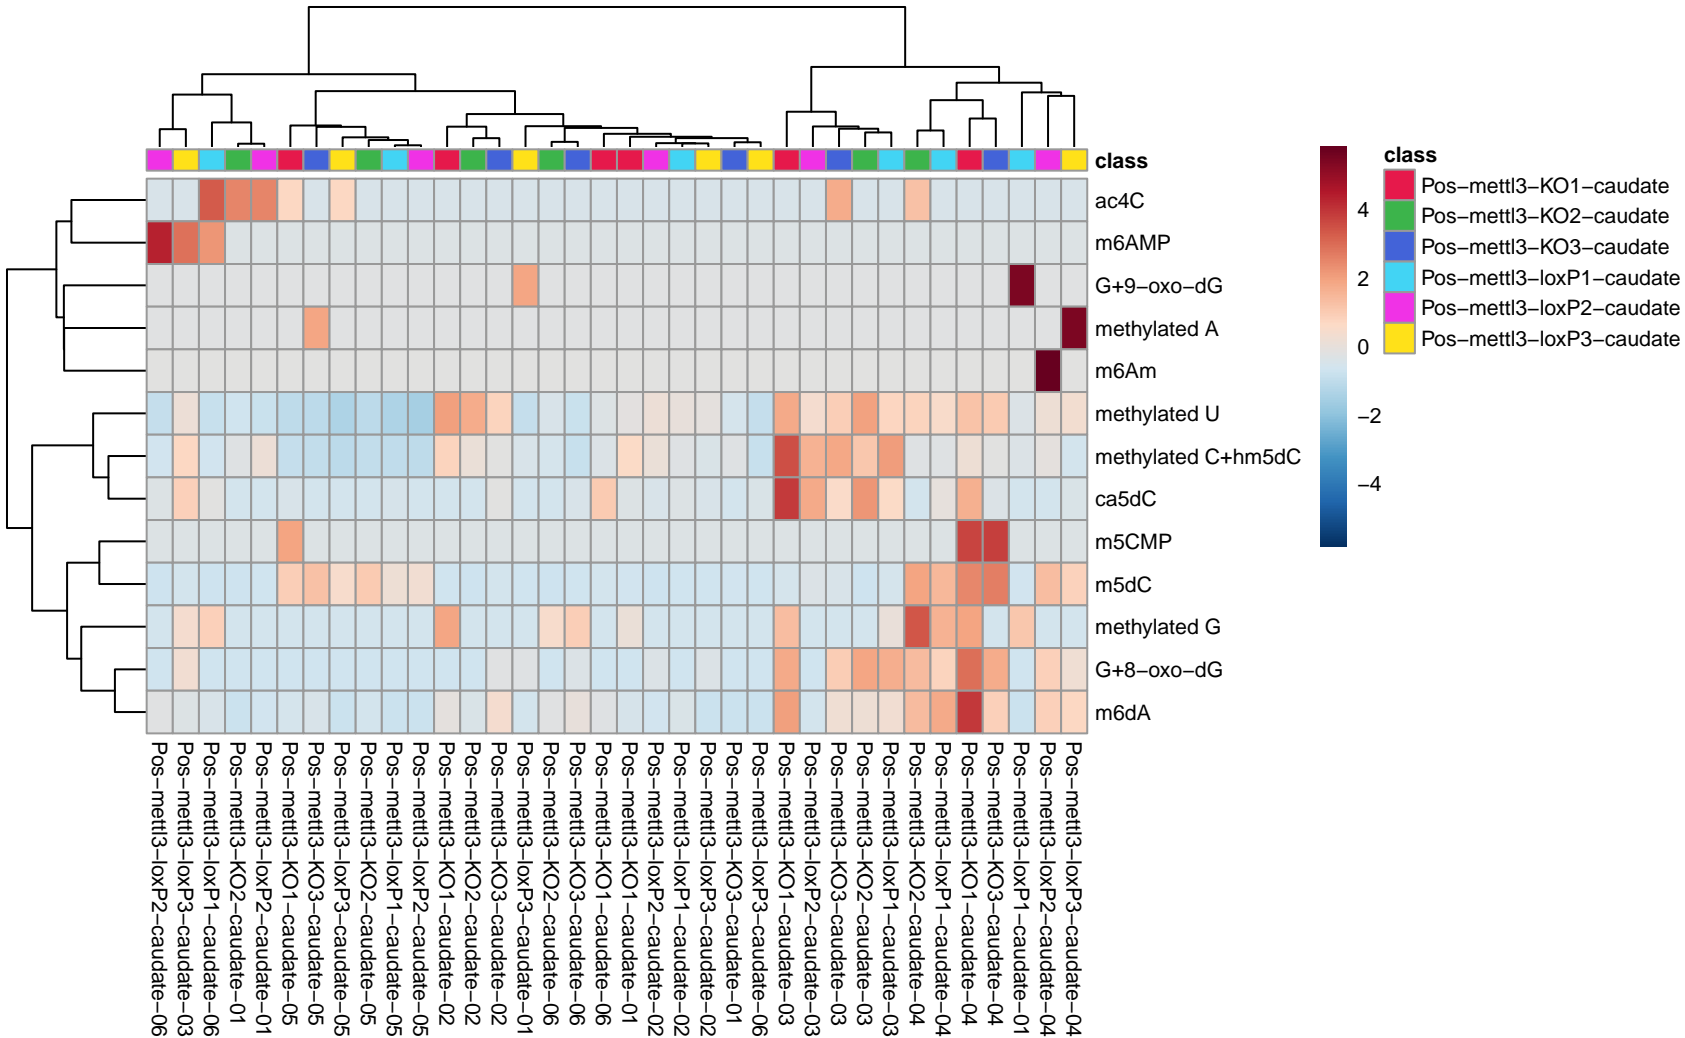 class
ac4C
m6AMP
G+9-oxo-dG
methylated A
m6Am
methylated U
methylated C+hm5dC
ca5dC
m5CMP
m5dC
methylated G
G+8-oxo-dG
m6dA
4
2
0
−2
−4
class
Pos-mettl3-KO1-caudate
Pos-mettl3-KO2-caudate
Pos-mettl3-KO3-caudate
Pos-mettl3-loxP1-caudate
Pos-mettl3-loxP2-caudate
Pos-mettl3-loxP3-caudate
Pos-mettl3-loxP2-caudate-06
Pos-mettl3-loxP3-caudate-03
Pos-mettl3-loxP1-caudate-06
Pos-mettl3-KO2-caudate-01
Pos-mettl3-loxP2-caudate-01
Pos-mettl3-KO1-caudate-05
Pos-mettl3-KO3-caudate-05
Pos-mettl3-loxP3-caudate-05
Pos-mettl3-KO2-caudate-05
Pos-mettl3-loxP1-caudate-05
Pos-mettl3-loxP2-caudate-05
Pos-mettl3-KO1-caudate-02
Pos-mettl3-KO2-caudate-02
Pos-mettl3-KO3-caudate-02
Pos-mettl3-loxP3-caudate-01
Pos-mettl3-KO2-caudate-06
Pos-mettl3-KO3-caudate-06
Pos-mettl3-KO1-caudate-06
Pos-mettl3-KO1-caudate-01
Pos-mettl3-loxP2-caudate-02
Pos-mettl3-loxP1-caudate-02
Pos-mettl3-loxP3-caudate-02
Pos-mettl3-KO3-caudate-01
Pos-mettl3-loxP3-caudate-06
Pos-mettl3-KO1-caudate-03
Pos-mettl3-loxP2-caudate-03
Pos-mettl3-KO3-caudate-03
Pos-mettl3-KO2-caudate-03
Pos-mettl3-loxP1-caudate-03
Pos-mettl3-KO2-caudate-04
Pos-mettl3-loxP1-caudate-04
Pos-mettl3-KO1-caudate-04
Pos-mettl3-KO3-caudate-04
Pos-mettl3-loxP1-caudate-01
Pos-mettl3-loxP2-caudate-04
Pos-mettl3-loxP3-caudate-04